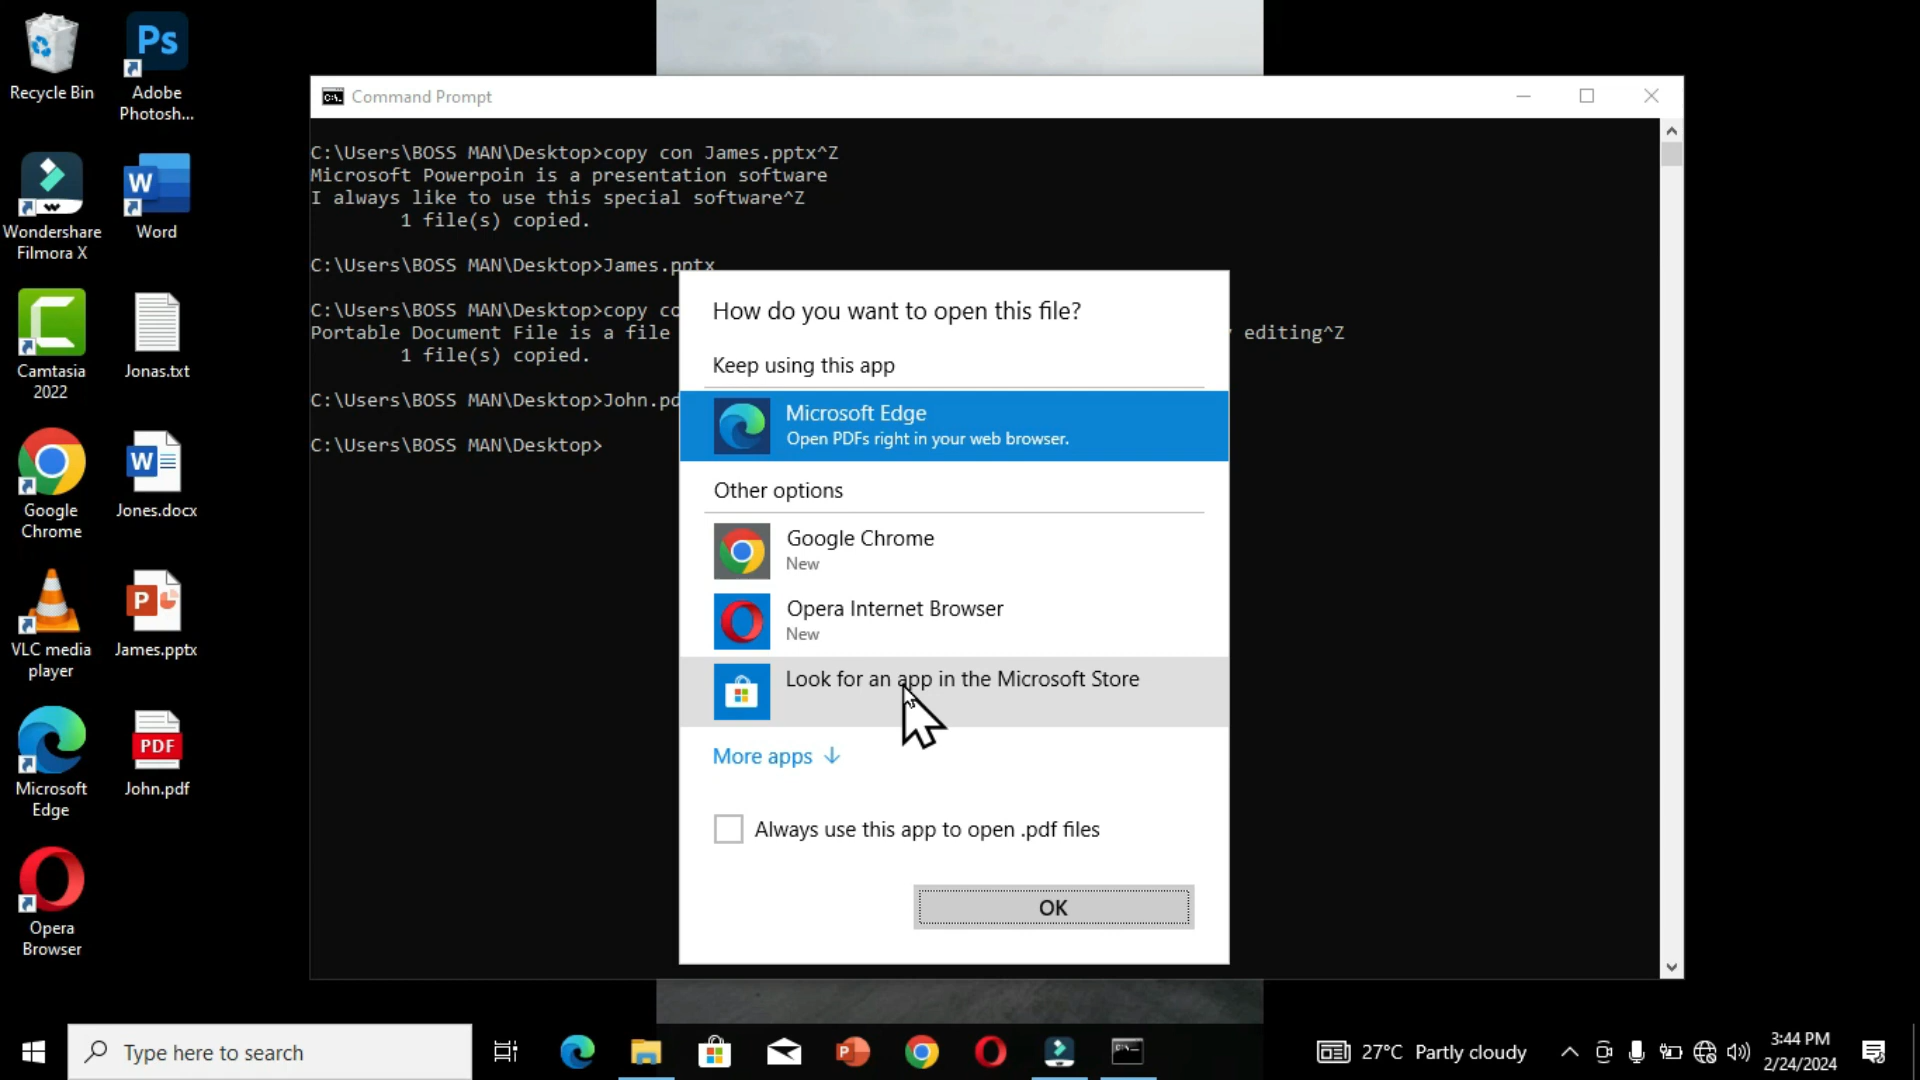 Recycle Bin
Adobe
Photosh...
Wondershare
Filmora X
Word
Camtasia
2022
Jonas.txt
Google
Chrome
Jones.docx
VLC media
player
James.pptx
Microsoft
Edge
John.pdf
Opera
Browser
Command Prompt
C:\Users\BOSS MAN\Desktop>copy con James.pptx^Z
Microsoft Powerpoin is a presentation software
I always like to use this special software^Z
1 file(s) copied.
C:\Users\BOSS MAN\Desktop>James.pptx
C:\Users\BOSS MAN\Desktop>copy co
Portable Document File is a file editing^Z
1 file(s) copied.
C:\Users\BOSS MAN\Desktop>John.pd
C:\Users\BOSS MAN\Desktop>
How do you want to open this file?
Keep using this app
Microsoft Edge
Open PDFs right in your web browser.
Other options
Google Chrome
New
Opera Internet Browser
New
Look for an app in the Microsoft Store
More apps ↓
Always use this app to open .pdf files
OK
Type here to search
27°C Partly cloudy
3:44 PM
2/24/2024